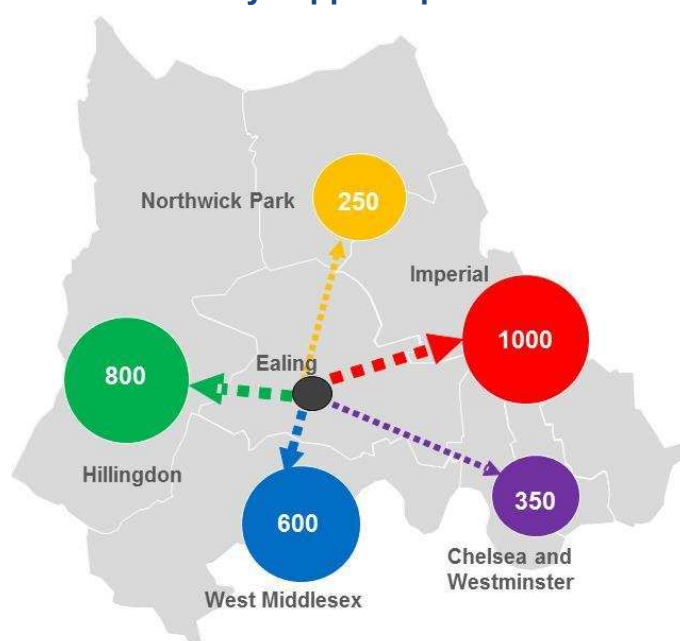 Northwick Park
250
Imperial
1000
Ealing
800
Hillingdon
600
West Middlesex
350
Chelsea and
Westminster